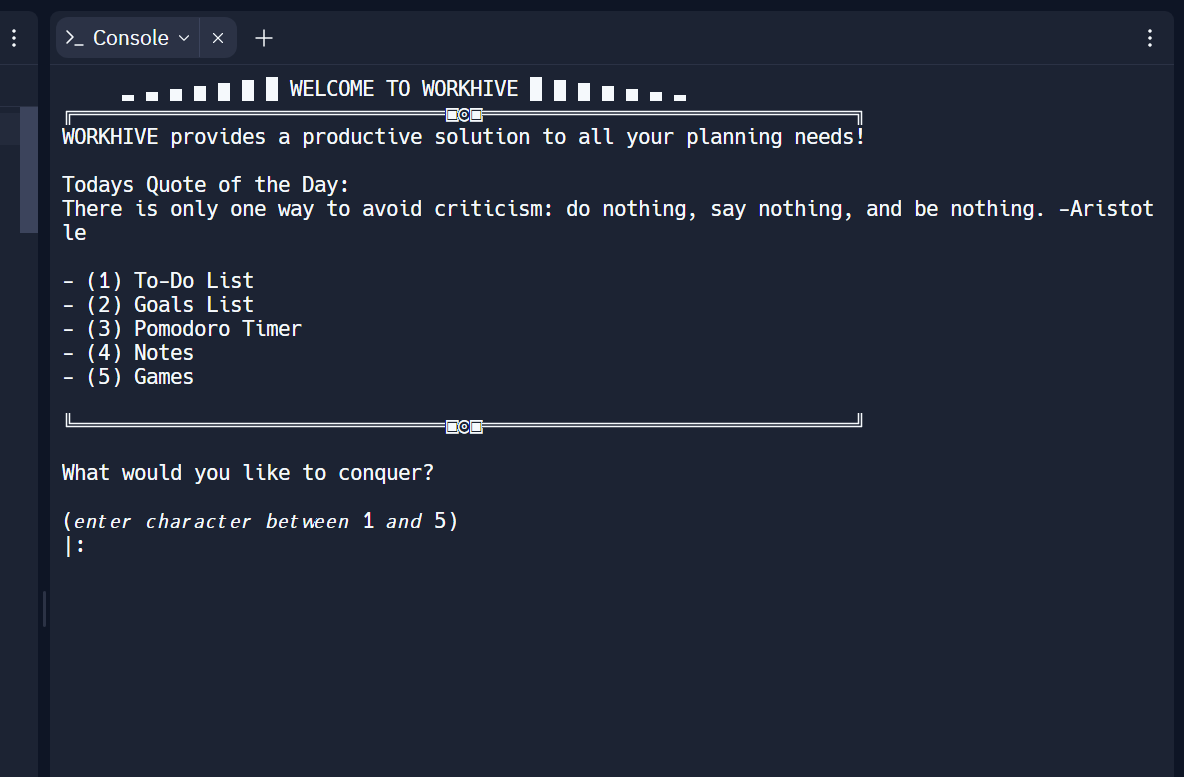 Console
▂ ▃ ▄ ▅ ▆ ▇ █ WELCOME TO WORKHIVE █ ▇ ▆ ▅ ▄ ▃ ▂
╔════════════════════════════════▣◎▣════════════════════════════════╗
WORKHIVE provides a productive solution to all your planning needs!
Todays Quote of the Day:
There is only one way to avoid criticism: do nothing, say nothing, and be nothing. -Aristot
le
- (1) To-Do List
- (2) Goals List
- (3) Pomodoro Timer
- (4) Notes
- (5) Games
╚════════════════════════════════▣◎▣════════════════════════════════╝
What would you like to conquer?
(enter character between 1 and 5)
|: